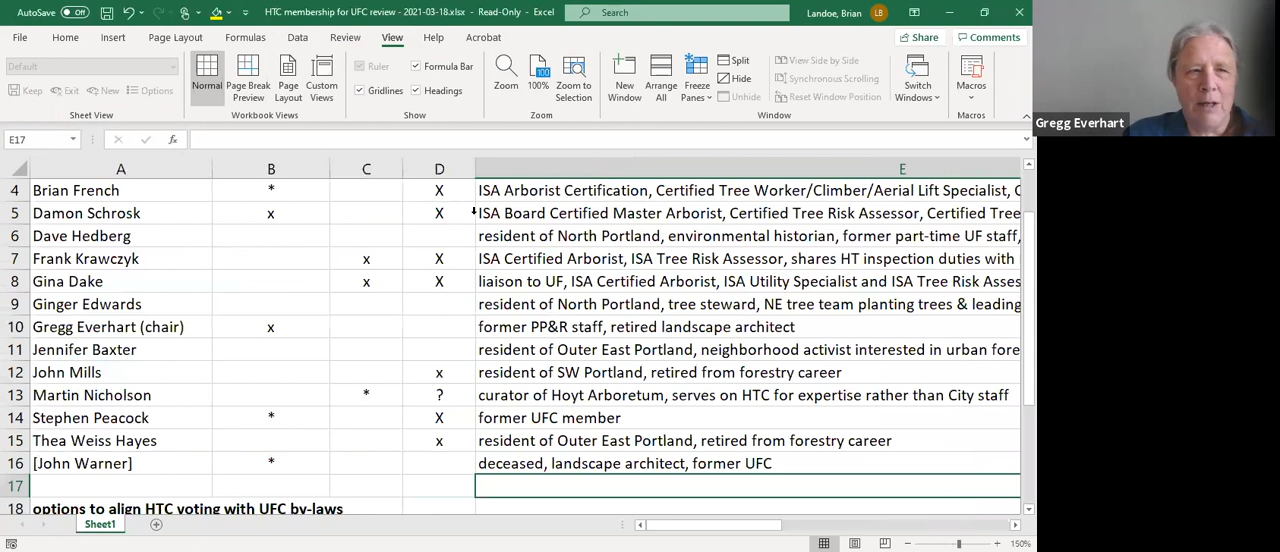 AutoSave Off HTC membership for UFC review - 2021-03-18.xlsx - Read-Only - Excel Search Landoe, Brian LB
File Home Insert Page Layout Formulas Data Review View Help Acrobat Share Comments
Default
Keep Exit New Options
Normal Page Break Preview Page Layout Custom Views
Ruler Formula Bar
Gridlines Headings
Zoom 100% Zoom to Selection
New Window Arrange All Freeze Panes
Split
Hide
Unhide
View Side by Side
Synchronous Scrolling
Reset Window Position
Switch Windows Macros
Sheet View Workbook Views Show Zoom Window Macros
Gregg Everhart
E17 fx
A B C D E
4 Brian French * X ISA Arborist Certification, Certified Tree Worker/Climber/Aerial Lift Specialist, C
5 Damon Schrosk x X ISA Board Certified Master Arborist, Certified Tree Risk Assessor, Certified Tree
6 Dave Hedberg resident of North Portland, environmental historian, former part-time UF staff,
7 Frank Krawczyk x X ISA Certified Arborist, ISA Tree Risk Assessor, shares HT inspection duties with
8 Gina Dake x X liaison to UF, ISA Certified Arborist, ISA Utility Specialist and ISA Tree Risk Asses
9 Ginger Edwards resident of North Portland, tree steward, NE tree team planting trees & leading
10 Gregg Everhart (chair) x former PP&R staff, retired landscape architect
11 Jennifer Baxter resident of Outer East Portland, neighborhood activist interested in urban fore
12 John Mills x resident of SW Portland, retired from forestry career
13 Martin Nicholson * ? curator of Hoyt Arboretum, serves on HTC for expertise rather than City staff
14 Stephen Peacock * X former UFC member
15 Thea Weiss Hayes x resident of Outer East Portland, retired from forestry career
16 [John Warner] * deceased, landscape architect, former UFC
17
18 options to align HTC voting with UFC by-laws
Sheet1
150%